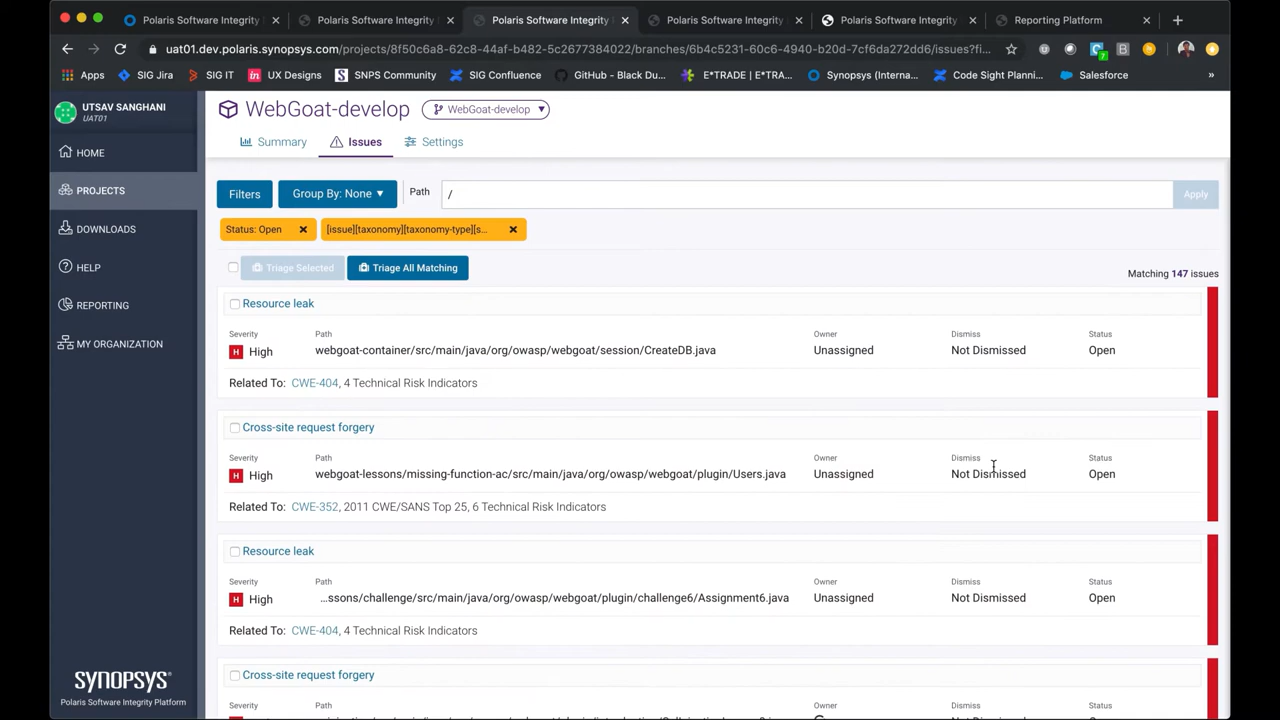 Polaris Software Integrity
Polaris Software Integrity
Polaris Software Integrity
Polaris Software Integrity
Polaris Software Integrity
Reporting Platform
uat01.dev.polaris.synopsys.com/projects/8f50c6a8-62c8-44af-b482-5c2677384022/branches/6b4c5231-60c6-4940-b20d-7cf6da272dd6/issues?fi...
7
Apps
SIG Jira
SIG IT
UX Designs
SNPS Community
SIG Confluence
GitHub - Black Du...
E*TRADE | E*TRA...
Synopsys (Interna...
Code Sight Planni...
Salesforce
»
UTSAV SANGHANI
UAT01
HOME
PROJECTS
DOWNLOADS
HELP
REPORTING
MY ORGANIZATION
SYNOPSYS®
Polaris Software Integrity Platform
WebGoat-develop
WebGoat-develop
Summary
Issues
Settings
Filters
Group By: None
Path
/
Apply
Status: Open
[issue][taxonomy][taxonomy-type][s...
Triage Selected
Triage All Matching
Matching 147 issues
Resource leak
Severity Path Owner Dismiss Status
H High webgoat-container/src/main/java/org/owasp/webgoat/session/CreateDB.java Unassigned Not Dismissed Open
Related To: CWE-404, 4 Technical Risk Indicators
Cross-site request forgery
Severity Path Owner Dismiss Status
H High webgoat-lessons/missing-function-ac/src/main/java/org/owasp/webgoat/plugin/Users.java Unassigned Not Dismissed Open
Related To: CWE-352, 2011 CWE/SANS Top 25, 6 Technical Risk Indicators
Resource leak
Severity Path Owner Dismiss Status
H High ...ssons/challenge/src/main/java/org/owasp/webgoat/plugin/challenge6/Assignment6.java Unassigned Not Dismissed Open
Related To: CWE-404, 4 Technical Risk Indicators
Cross-site request forgery
Severity Path Owner Dismiss Status